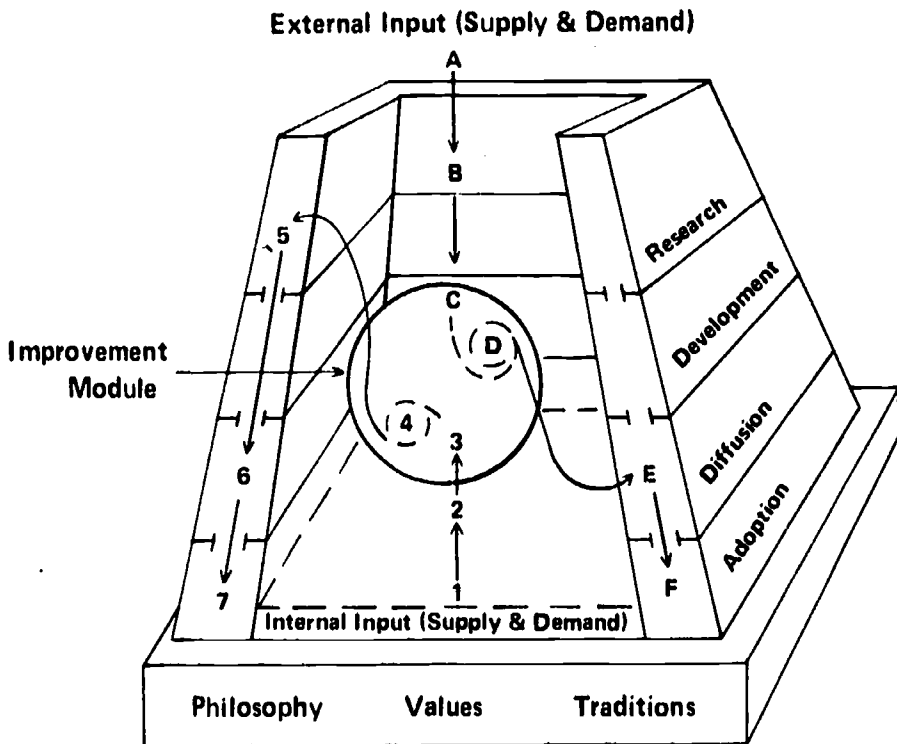 External Input (Supply & Demand)
A
B
C
D
5
4
3
2
1
6
7
E
F
Improvement
Module
Research
Development
Diffusion
Adoption
Internal Input (Supply & Demand)
Philosophy Values Traditions